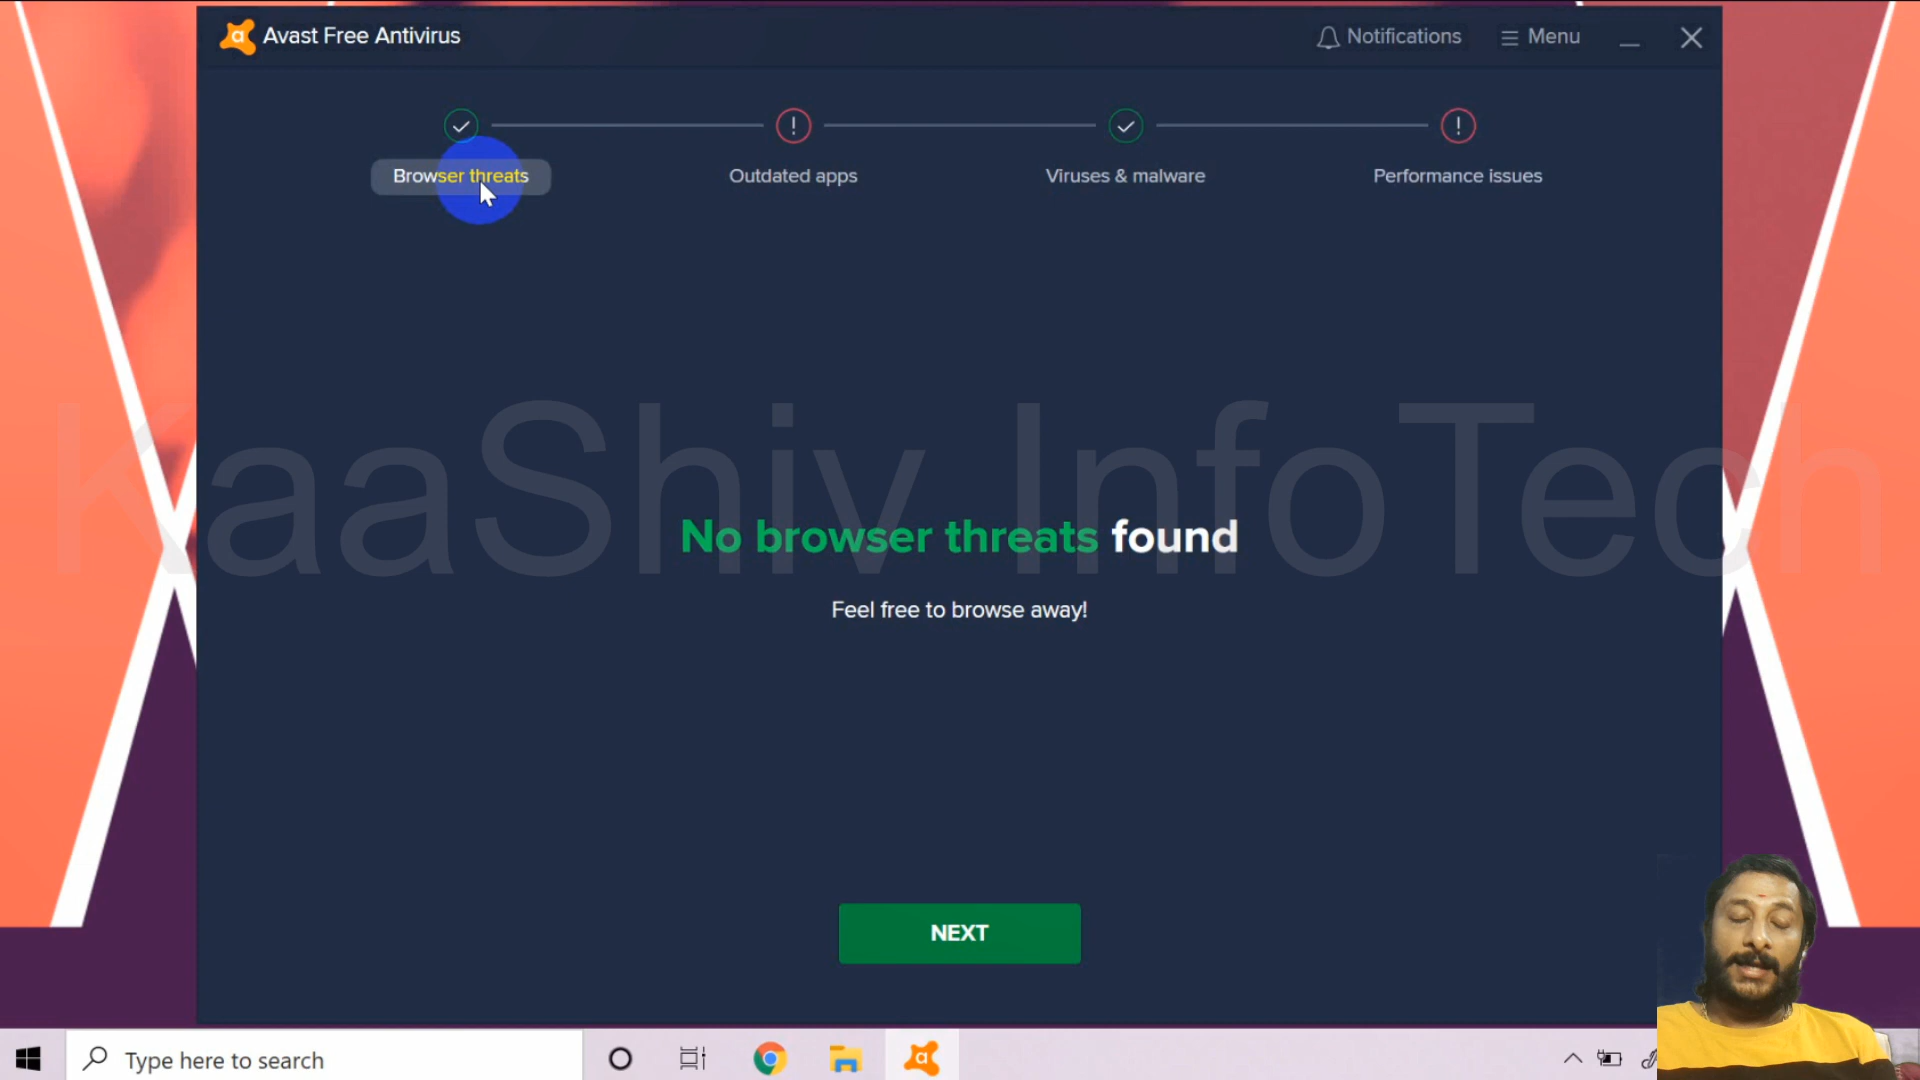 Avast Free Antivirus
Notifications
Menu
Browser threats
Outdated apps
Viruses & malware
Performance issues
KaaShiv InfoTech
No browser threats found
Feel free to browse away!
NEXT
Type here to search